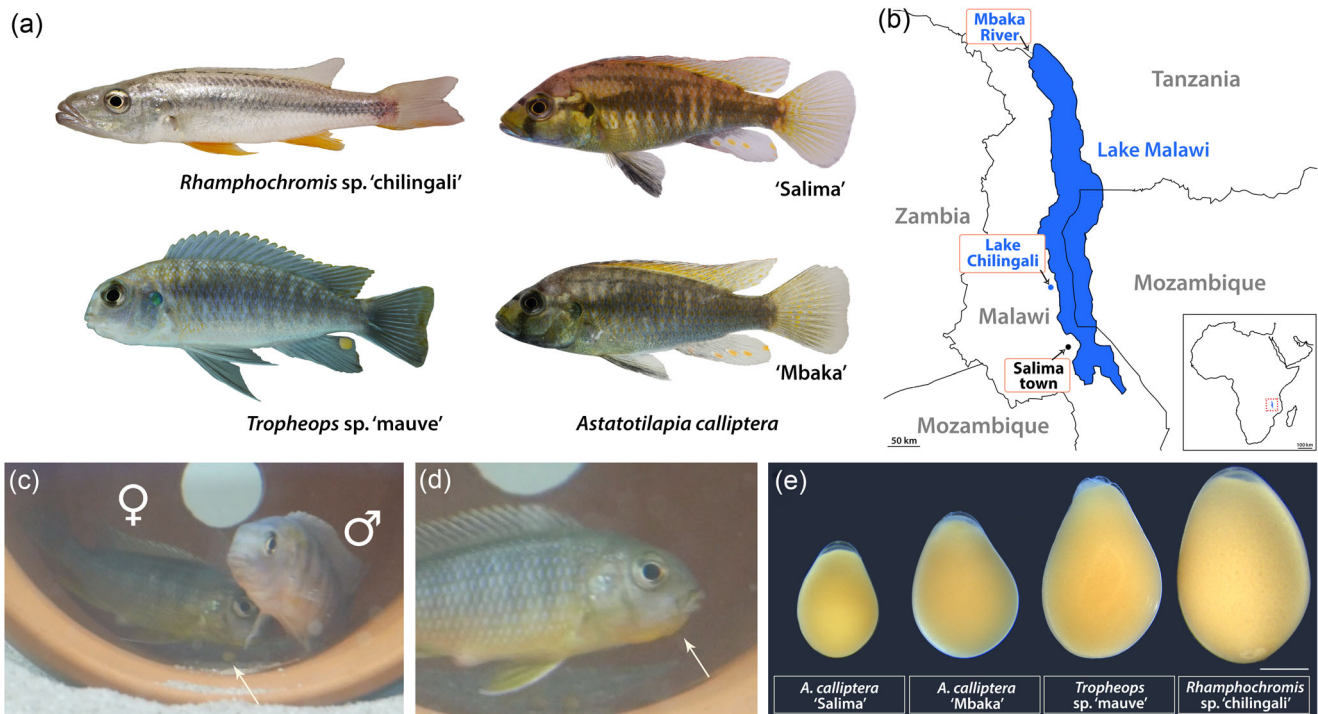 (a)
Rhamphochromis sp. 'chilingali'
'Salima'
Tropheops sp. 'mauve'
'Mbaka'
Astatotilapia calliptera
(b)
Mbaka
River
Tanzania
Lake Malawi
Zambia
Lake
Chilingali
Mozambique
Malawi
Salima
town
Mozambique
50 km
100 km
(c)
♀
♂
(d)
(e)
A. calliptera
'Salima'
A. calliptera
'Mbaka'
Tropheops
sp. 'mauve'
Rhamphochromis
sp. 'chilingali'